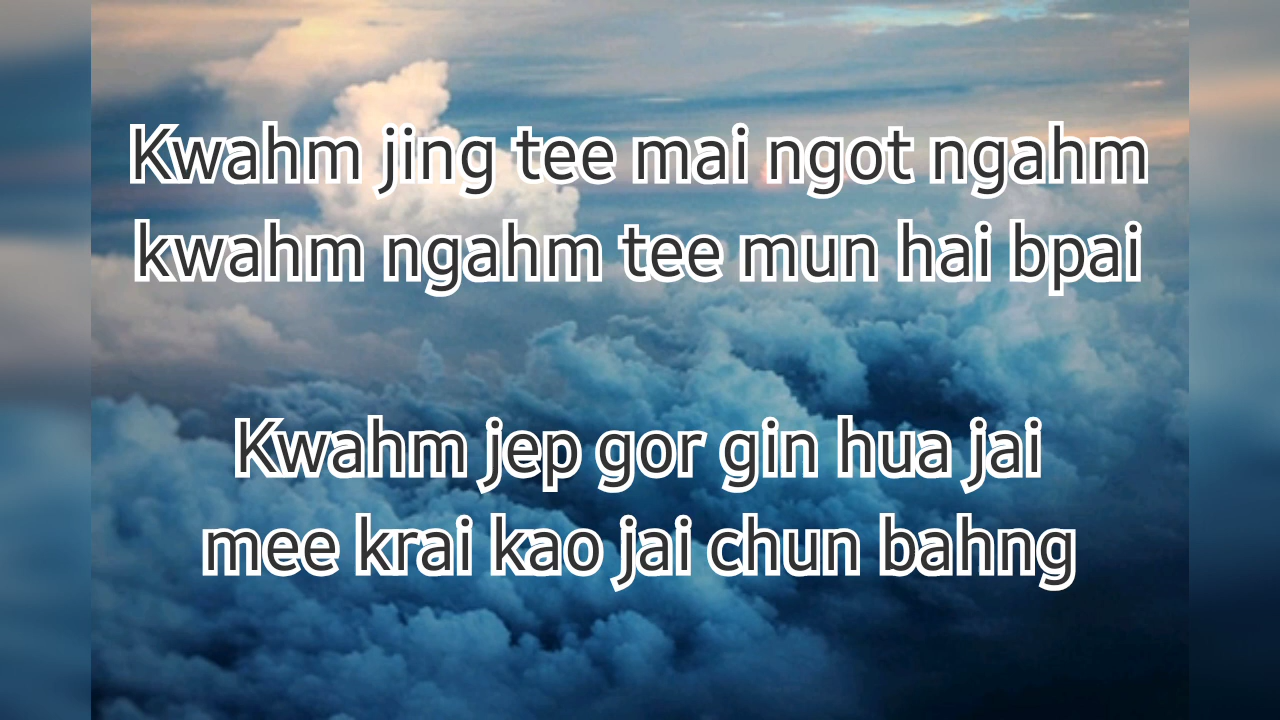 Kwahm jing tee mai ngot ngahm
kwahm ngahm tee mun hai bpai
Kwahm jep gor gin hua jai
mee krai kao jai chun bahng